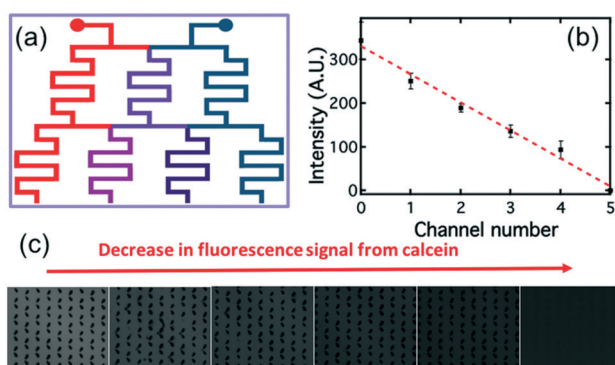 (a)
(b)
Intensity (A.U.)
300
200
100
0
0 1 2 3 4 5
Channel number
(c)
Decrease in fluorescence signal from calcein